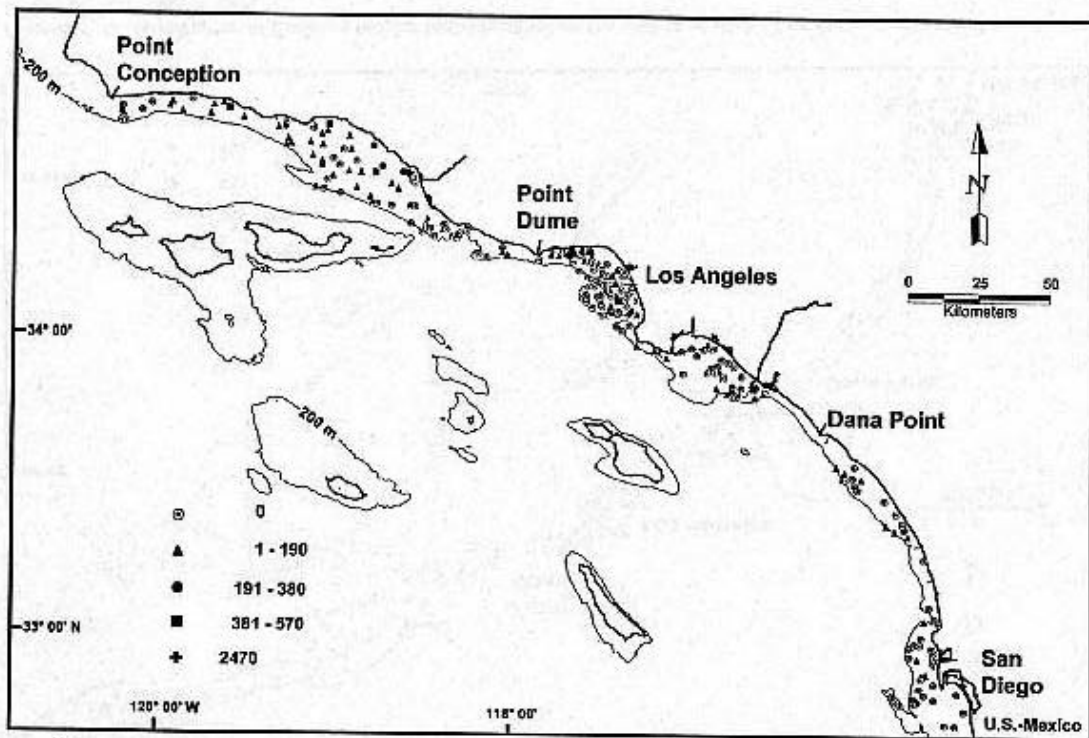 Point
Conception
-200 m
Point
Dume
N
Los Angeles
0 25 50
Kilometers
34° 00'
200 m
Dana Point
0
1 - 190
191 - 380
381 - 570
2470
33° 00' N
San
Diego
120° 00' W
118° 00'
U.S.-Mexico